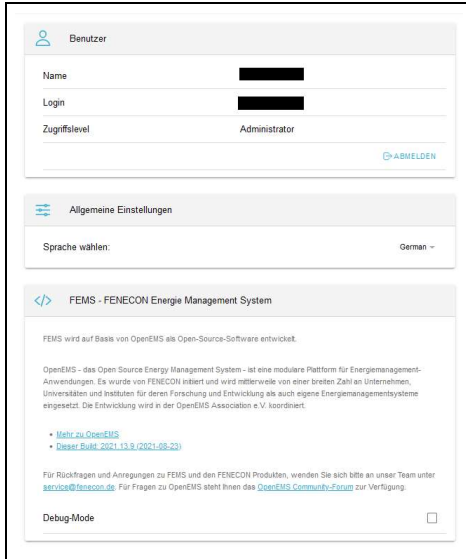 Benutzer
Name
Login
Zugriffslevel Administrator
ABMELDEN
Allgemeine Einstellungen
Sprache wählen: German
FEMS - FENECON Energie Management System
FEMS wird auf Basis von OpenEMS als Open-Source-Software entwickelt.
OpenEMS - das Open Source Energy Management System - ist eine modulare Plattform für Energiemanagement-
Anwendungen. Es wurde von FENECON initiiert und wird mittlerweile von einer breiten Zahl an Unternehmen,
Universitäten und Instituten für deren Forschung und Entwicklung als auch eigene Energiemanagementsysteme
eingesetzt. Die Entwicklung wird in der OpenEMS Association e.V. koordiniert.
• Mehr zu OpenEMS
• Dieser Build: 2021.13.9 (2021-08-23)
Für Rückfragen und Anregungen zu FEMS und den FENECON Produkten, wenden Sie sich bitte an unser Team unter
service@fenecon.de. Für Fragen zu OpenEMS steht Ihnen das OpenEMS Community-Forum zur Verfügung.
Debug-Mode